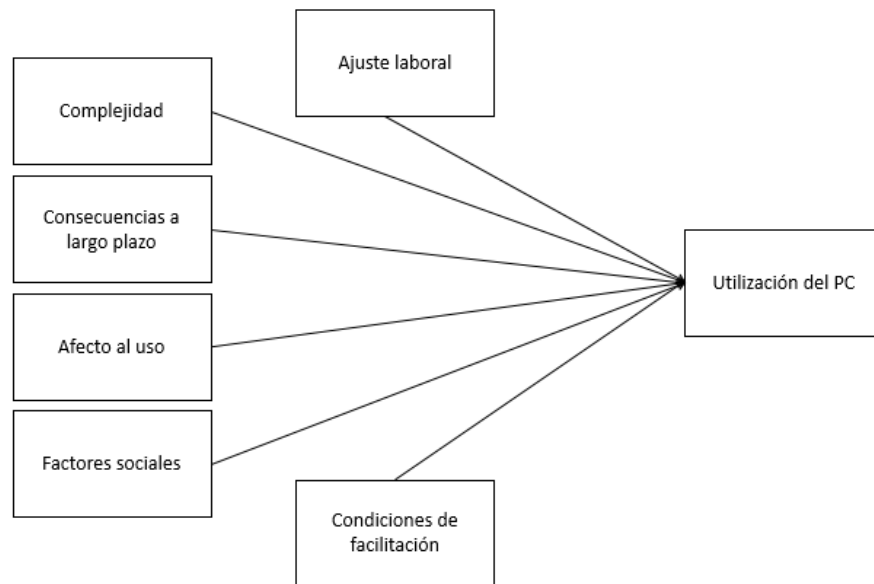 Ajuste laboral
Complejidad
Consecuencias a
largo plazo
Afecto al uso
Factores sociales
Condiciones de
facilitación
Utilización del PC